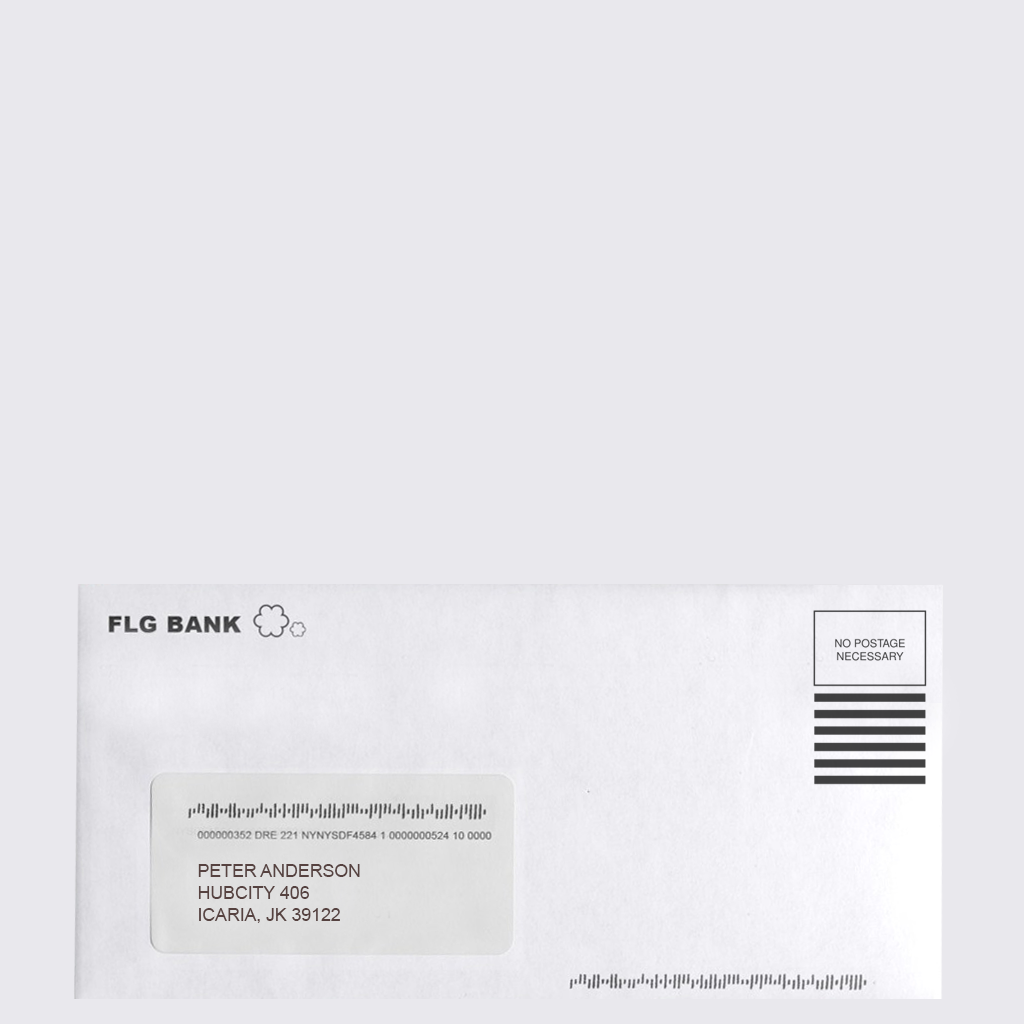 FLG BANK
NO POSTAGE
NECESSARY
000000352 DRE 221 NYNYSDF4584 1 0000000524 10 0000
PETER ANDERSON
HUBCITY 406
ICARIA, JK 39122